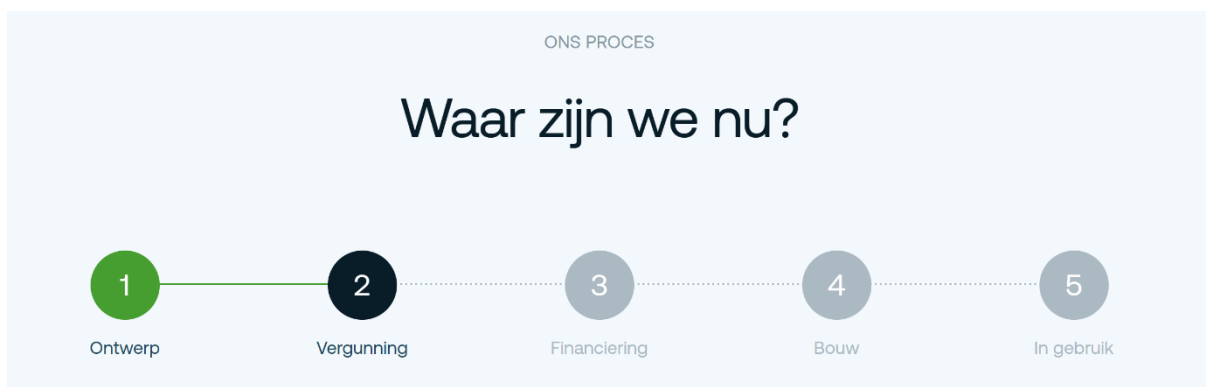 ONS PROCES
Waar zijn we nu?
1 2 3 4 5
Ontwerp Vergunning Financiering Bouw In gebruik